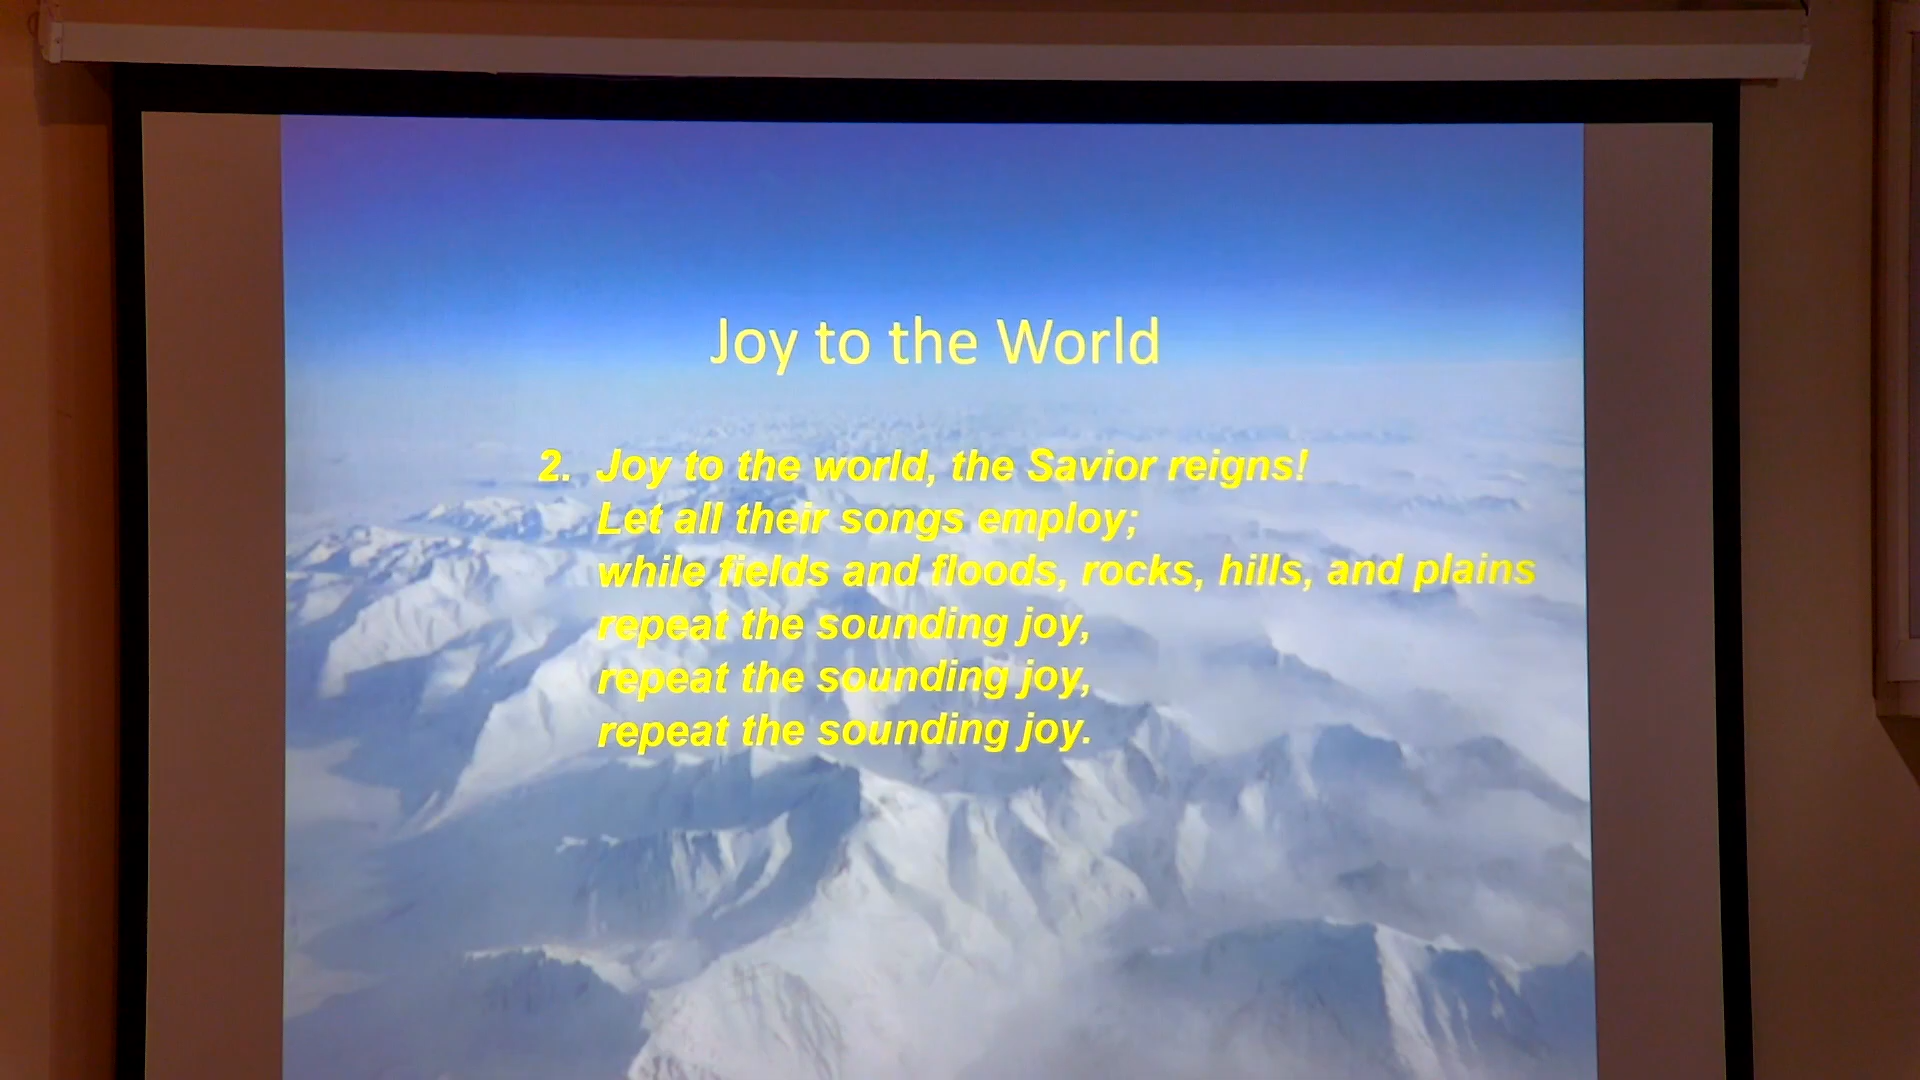 Joy to the World
2. Joy to the world, the Savior reigns!
Let all their songs employ;
while fields and floods, rocks, hills, and plains
repeat the sounding joy,
repeat the sounding joy,
repeat the sounding joy.